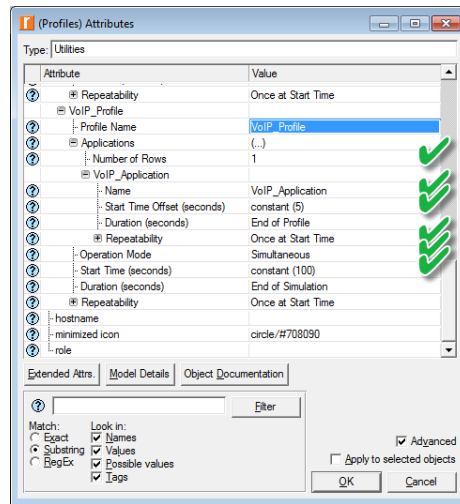 (Profiles) Attributes
Type: Utilities
Attribute Value
Repeatability Once at Start Time
VoIP_Profile
Profile Name VoIP_Profile
Applications (...)
Number of Rows 1
VoIP_Application
Name VoIP_Application
Start Time Offset (seconds) constant (5)
Duration (seconds) End of Profile
Repeatability Once at Start Time
Operation Mode Simultaneous
Start Time (seconds) constant (100)
Duration (seconds) End of Simulation
Repeatability Once at Start Time
hostname
minimized icon circle/#708090
role
Extended Attrs. Model Details Object Documentation
Filter
Match: Look in:
Exact Names
Substring Values
RegEx Possible values
Tags
Advanced
Apply to selected objects
OK Cancel